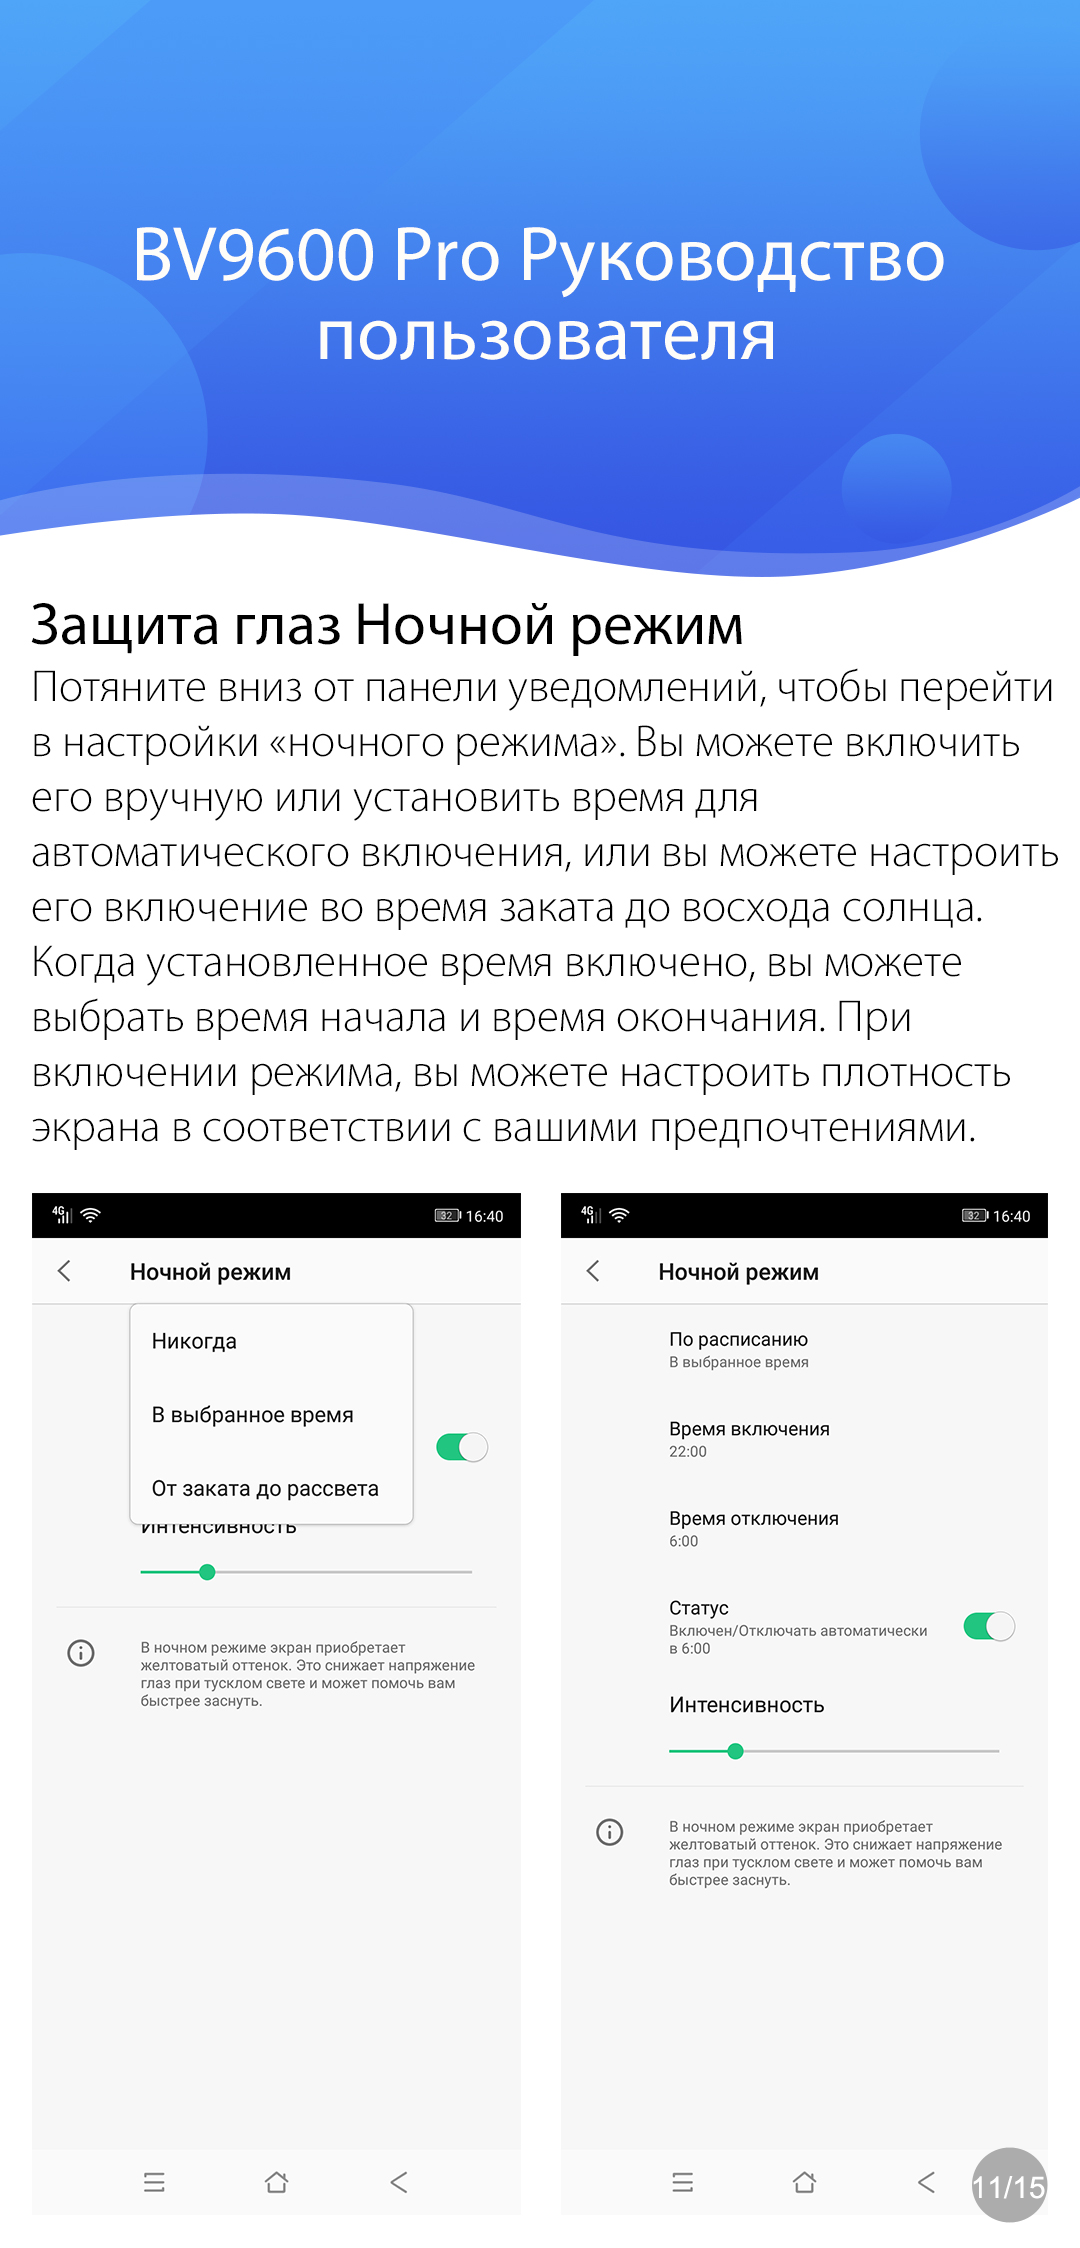 BV9600 Pro Руководство
пользователя
Защита глаз Ночной режим
Потяните вниз от панели уведомлений, чтобы перейти
в настройки «ночного режима». Вы можете включить
его вручную или установить время для
автоматического включения, или вы можете настроить
его включение во время заката до восхода солнца.
Когда установленное время включено, вы можете
выбрать время начала и время окончания. При
включении режима, вы можете настроить плотность
экрана в соответствии с вашими предпочтениями.
4G 32 16:40
Ночной режим
Никогда
В выбранное время
От заката до рассвета
Интенсивность
В ночном режиме экран приобретает
желтоватый оттенок. Это снижает напряжение
глаз при тусклом свете и может помочь вам
быстрее заснуть.
4G 32 16:40
Ночной режим
По расписанию
В выбранное время
Время включения
22:00
Время отключения
6:00
Статус
Включен/Отключать автоматически
в 6:00
Интенсивность
В ночном режиме экран приобретает
желтоватый оттенок. Это снижает напряжение
глаз при тусклом свете и может помочь вам
быстрее заснуть.
11/15